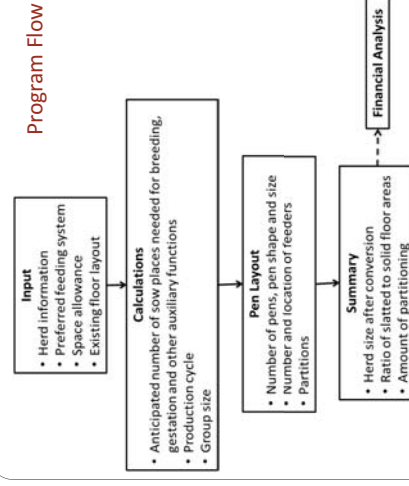 Program Flow
Input
• Herd information
• Preferred feeding system
• Space allowance
• Existing floor layout
Calculations
• Anticipated number of sow places needed for breeding,
gestation and other auxiliary functions
• Production cycle
• Group size
Pen Layout
• Number of pens, pen shape and size
• Number and location of feeders
• Partitions
Summary
• Herd size after conversion
• Ratio of slatted to solid floor areas
• Amount of partitioning
Financial Analysis